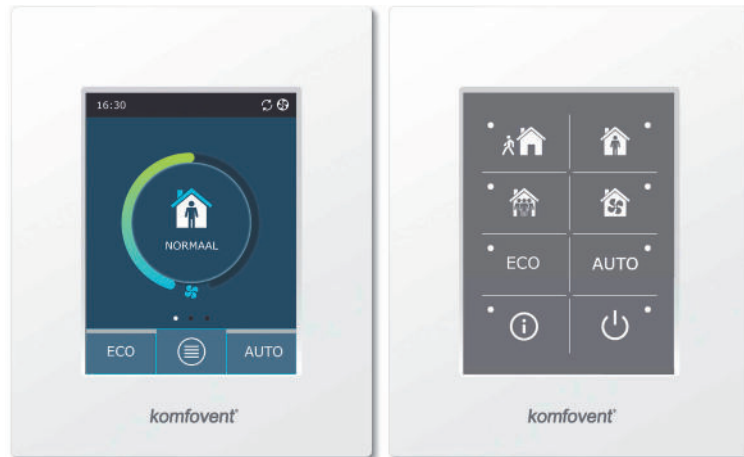 16:30
NORMAAL
ECO
AUTO
komfovent
ECO
AUTO
komfovent